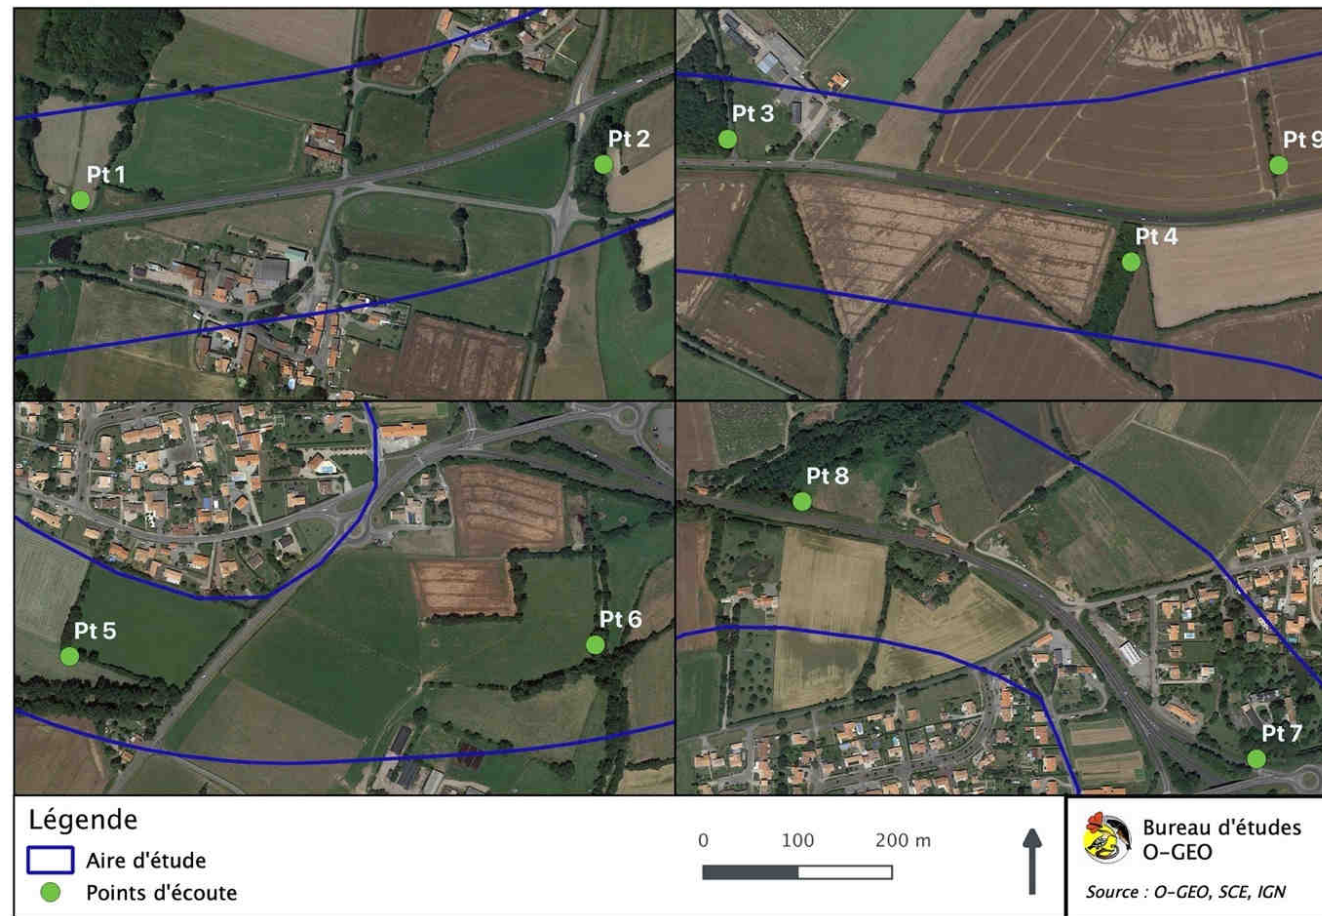 Pt 1
Pt 2
Pt 3
Pt 4
Pt 9
Pt 5
Pt 6
Pt 8
Pt 7
Légende
Aire d'étude
Points d'écoute
0 100 200 m
Bureau d'études
O-GEO
Source : O-GEO, SCE, IGN